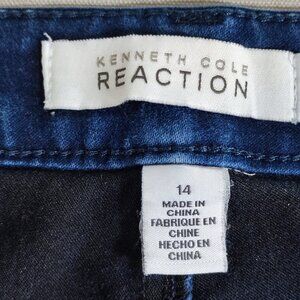 KENNETH COLE
REACTION
14
MADE IN
CHINA
FABRIQUE EN
CHINE
HECHO EN
CHINA